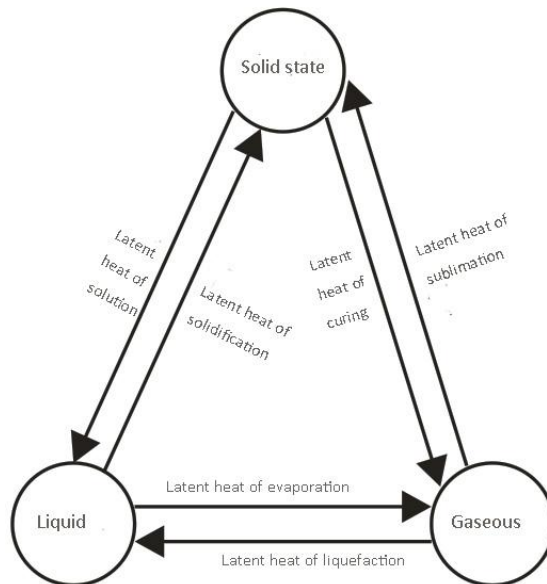 Solid state
Latent
heat of
solution
Latent heat of
solidification
Latent
heat of
curing
Latent heat of
sublimation
Latent heat of evaporation
Liquid
Gaseous
Latent heat of liquefaction